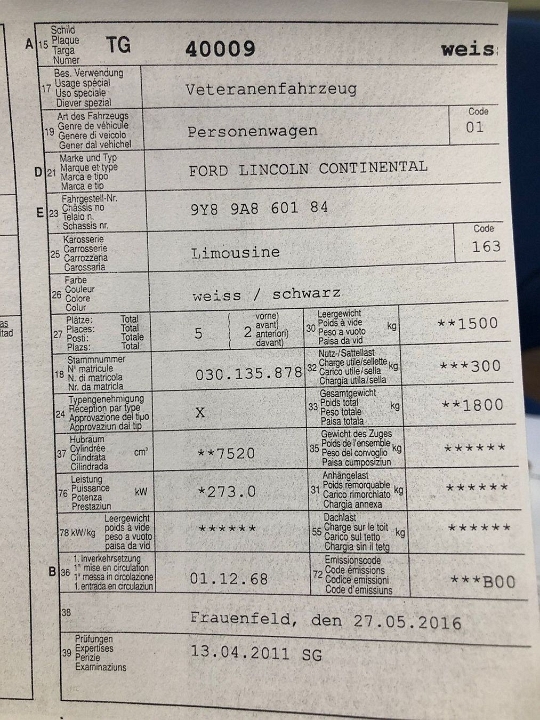 A 15 Schild Plaque Targa Numer TG 40009 weiss
17 Bes. Verwendung
Usage spécial
Uso speciale
Diever spezial
Veteranenfahrzeug
19 Art des Fahrzeugs
Genre de véhicule
Genere di veicolo
Gener dal vehichel
Personenwagen
Code
01
D 21 Marke und Typ
Marque et type
Marca e tipo
Marca e tip
FORD LINCOLN CONTINENTAL
E 23 Fahrgestell-Nr.
Châssis no
Telaio n.
Schassis nr.
9Y8 9A8 601 84
25 Karosserie
Carrosserie
Carrozzeria
Carossaria
Limousine
Code
163
26 Farbe
Couleur
Colore
Colur
weiss / schwarz
27 Plätze: Total
Places: Total
Posti: Totale
Plazs: Total
5
2
vorne)
avant)
anteriori)
davant)
30 Leergewicht
Poids à vide
Peso a vuoto
Paisa da vid
kg
**1500
18 Stammnummer
N° matricule
N. di matricola
Nr. da matricla
030.135.878
32 Nutz-/Sattellast
Charge utile/sellette
Carico utile/sella
Chargia utila/sella
kg
***300
24 Typengenehmigung
Réception par type
Approvazione del tipo
Approvaziun dal tip
X
33 Gesamtgewicht
Poids total
Peso totale
Paisa totala
kg
**1800
37 Hubraum
Cylindrée
Cilindrata
Cilindrada
cm³
**7520
35 Gewicht des Zuges
Poids de l'ensemble
Peso del convoglio
Paisa cumposiziun
kg
******
76 Leistung
Puissance
Potenza
Prestaziun
kW
*273.0
31 Anhängelast
Poids remorquable
Carico rimorchiato
Chargia annexa
kg
******
78 kW/kg
Leergewicht
poids à vide
peso a vuoto
paisa da vid
******
55 Dachlast
Charge sur le toit
Carico sul tetto
Chargia sin il tetg
kg
******
B 36 1. Inverkehrsetzung
1re mise en circulation
1a messa in circolazione
1. entrada en circulaziun
01.12.68
72 Emissionscode
Code émissions
Codice emissioni
Code d'emissiuns
***B00
38
Frauenfeld, den 27.05.2016
39 Prüfungen
Expertises
Perizie
Examinaziuns
13.04.2011 SG